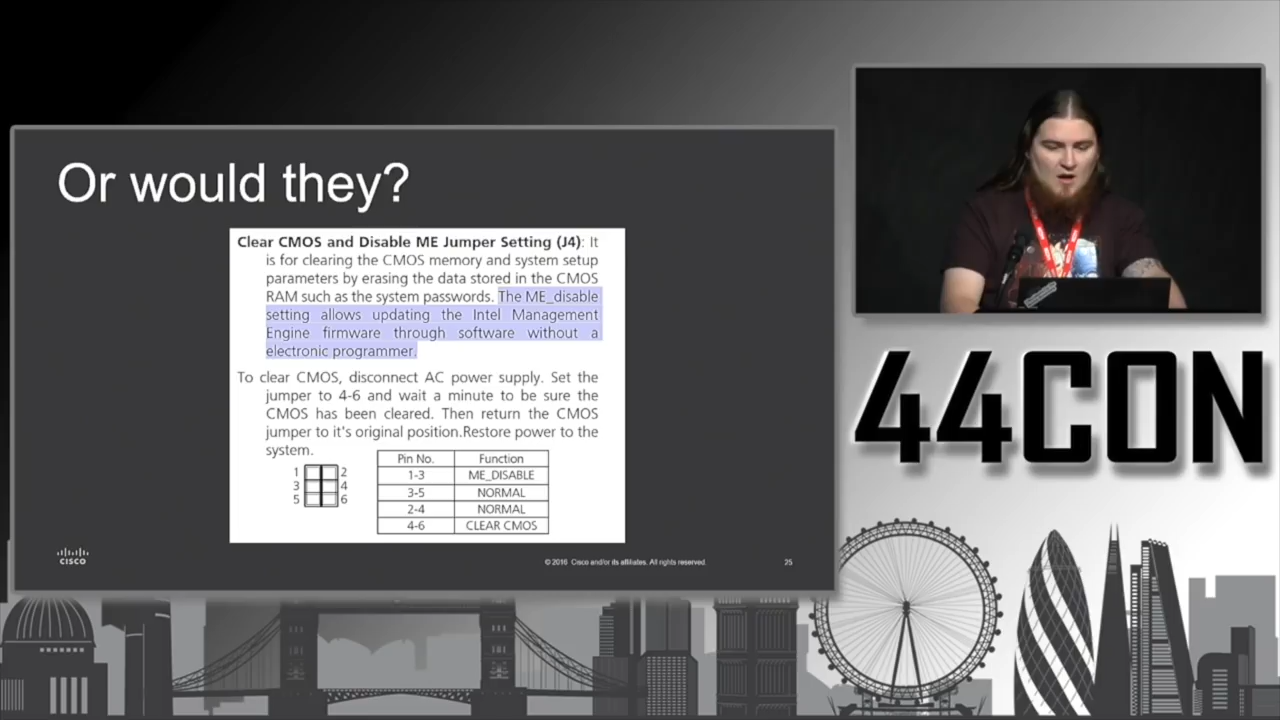 Or would they?
Clear CMOS and Disable ME Jumper Setting (J4): It
is for clearing the CMOS memory and system setup
parameters by erasing the data stored in the CMOS
RAM such as the system passwords. The ME_disable
setting allows updating the Intel Management
Engine firmware through software without a
electronic programmer.
To clear CMOS, disconnect AC power supply. Set the
jumper to 4-6 and wait a minute to be sure the
CMOS has been cleared. Then return the CMOS
jumper to it's original position.Restore power to the
system.
1 2
3 4
5 6
Pin No. Function
1-3 ME_DISABLE
3-5 NORMAL
2-4 NORMAL
4-6 CLEAR CMOS
CISCO
© 2016 Cisco and/or its affiliates. All rights reserved.
25
44CON